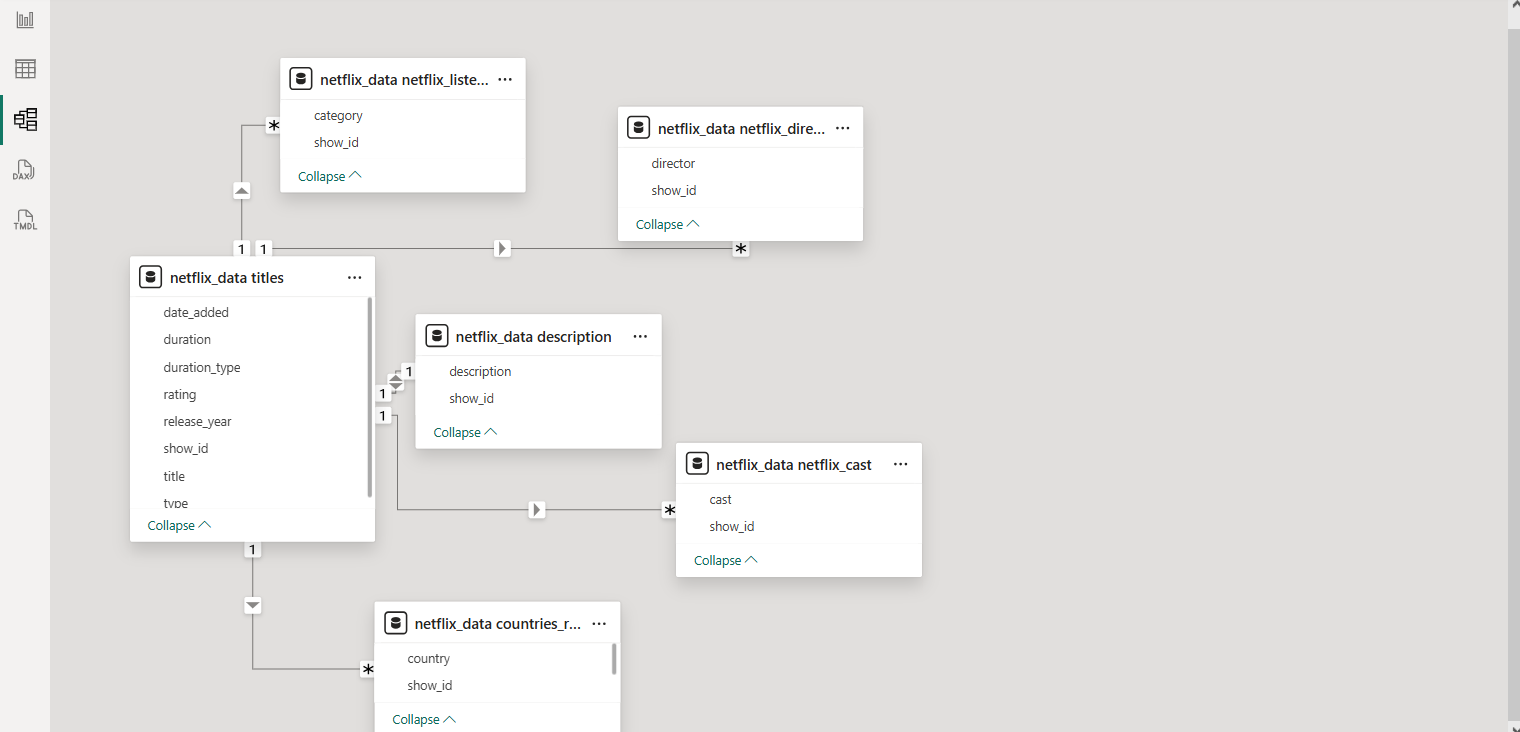 netflix_data netflix_liste...
category
show_id
Collapse
netflix_data netflix_dire...
director
show_id
Collapse
DAX
TMDL
*
1
1
*
netflix_data titles
date_added
duration
duration_type
rating
release_year
show_id
title
type
Collapse
netflix_data description
description
show_id
Collapse
1
1
1
netflix_data netflix_cast
cast
show_id
Collapse
*
1
netflix_data countries_r...
country
show_id
Collapse
*